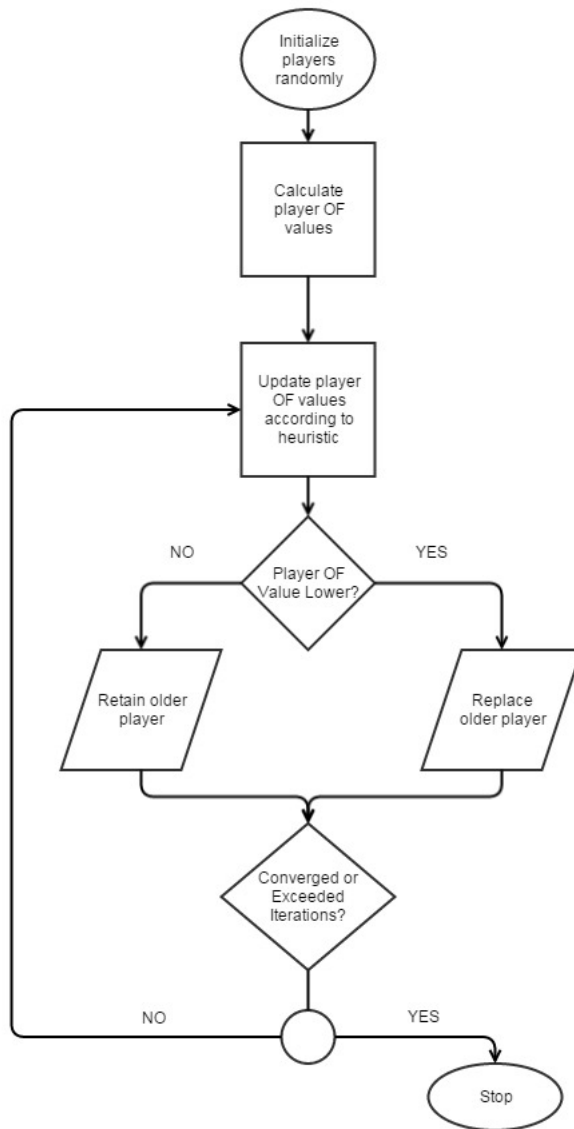 Initialize
players
randomly
Calculate
player OF
values
Update player
OF values
according to
heuristic
NO
YES
Player OF
Value Lower?
Retain older
player
Replace
older player
Converged or
Exceeded
Iterations?
NO
YES
Stop